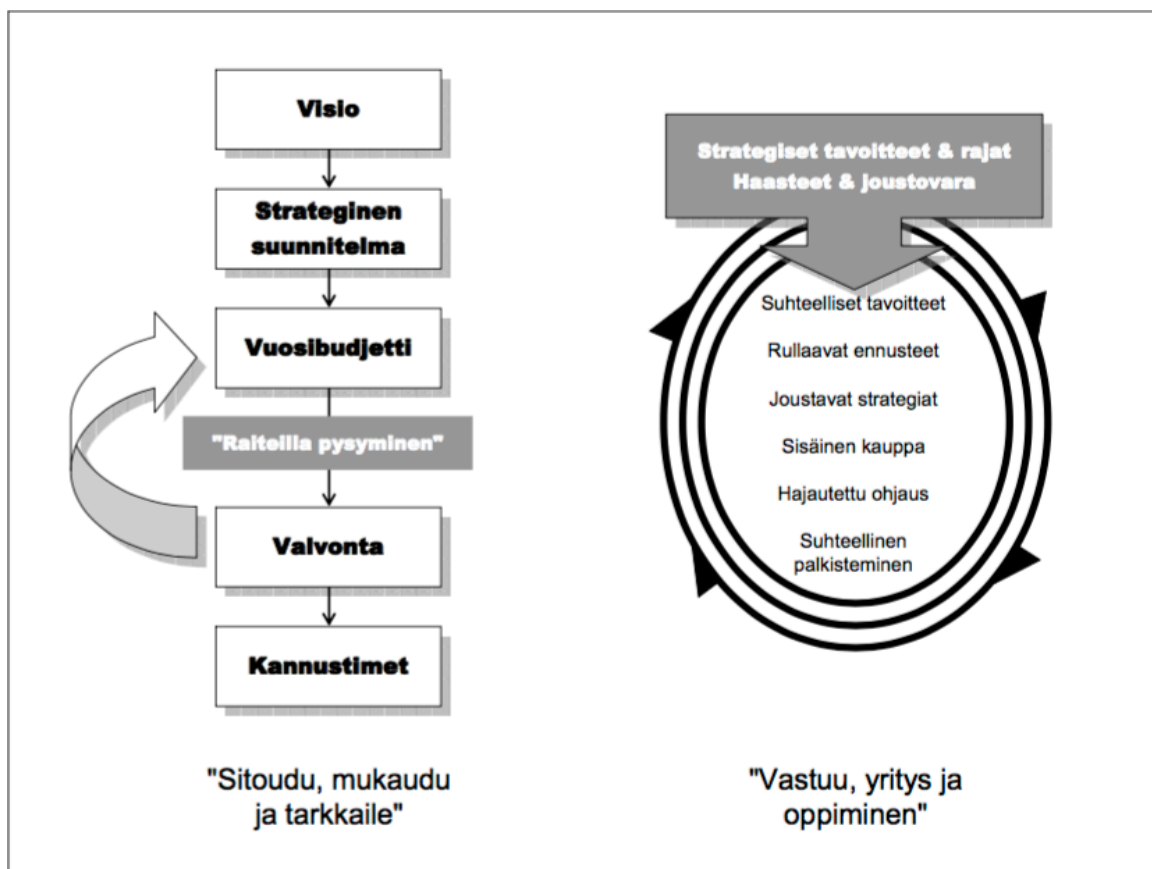 Visio
Strateginen
suunnitelma
Vuosibudjetti
"Raiteilla pysyminen"
Valvonta
Kannustimet
"Sitoudu, mukaudu
ja tarkkaile"
Strategiset tavoitteet & rajat
Haasteet & joustovara
Suhteelliset tavoitteet
Rullaavat ennusteet
Joustavat strategiat
Sisäinen kauppa
Hajautettu ohjaus
Suhteellinen
palkisteminen
"Vastuu, yritys ja
oppiminen"